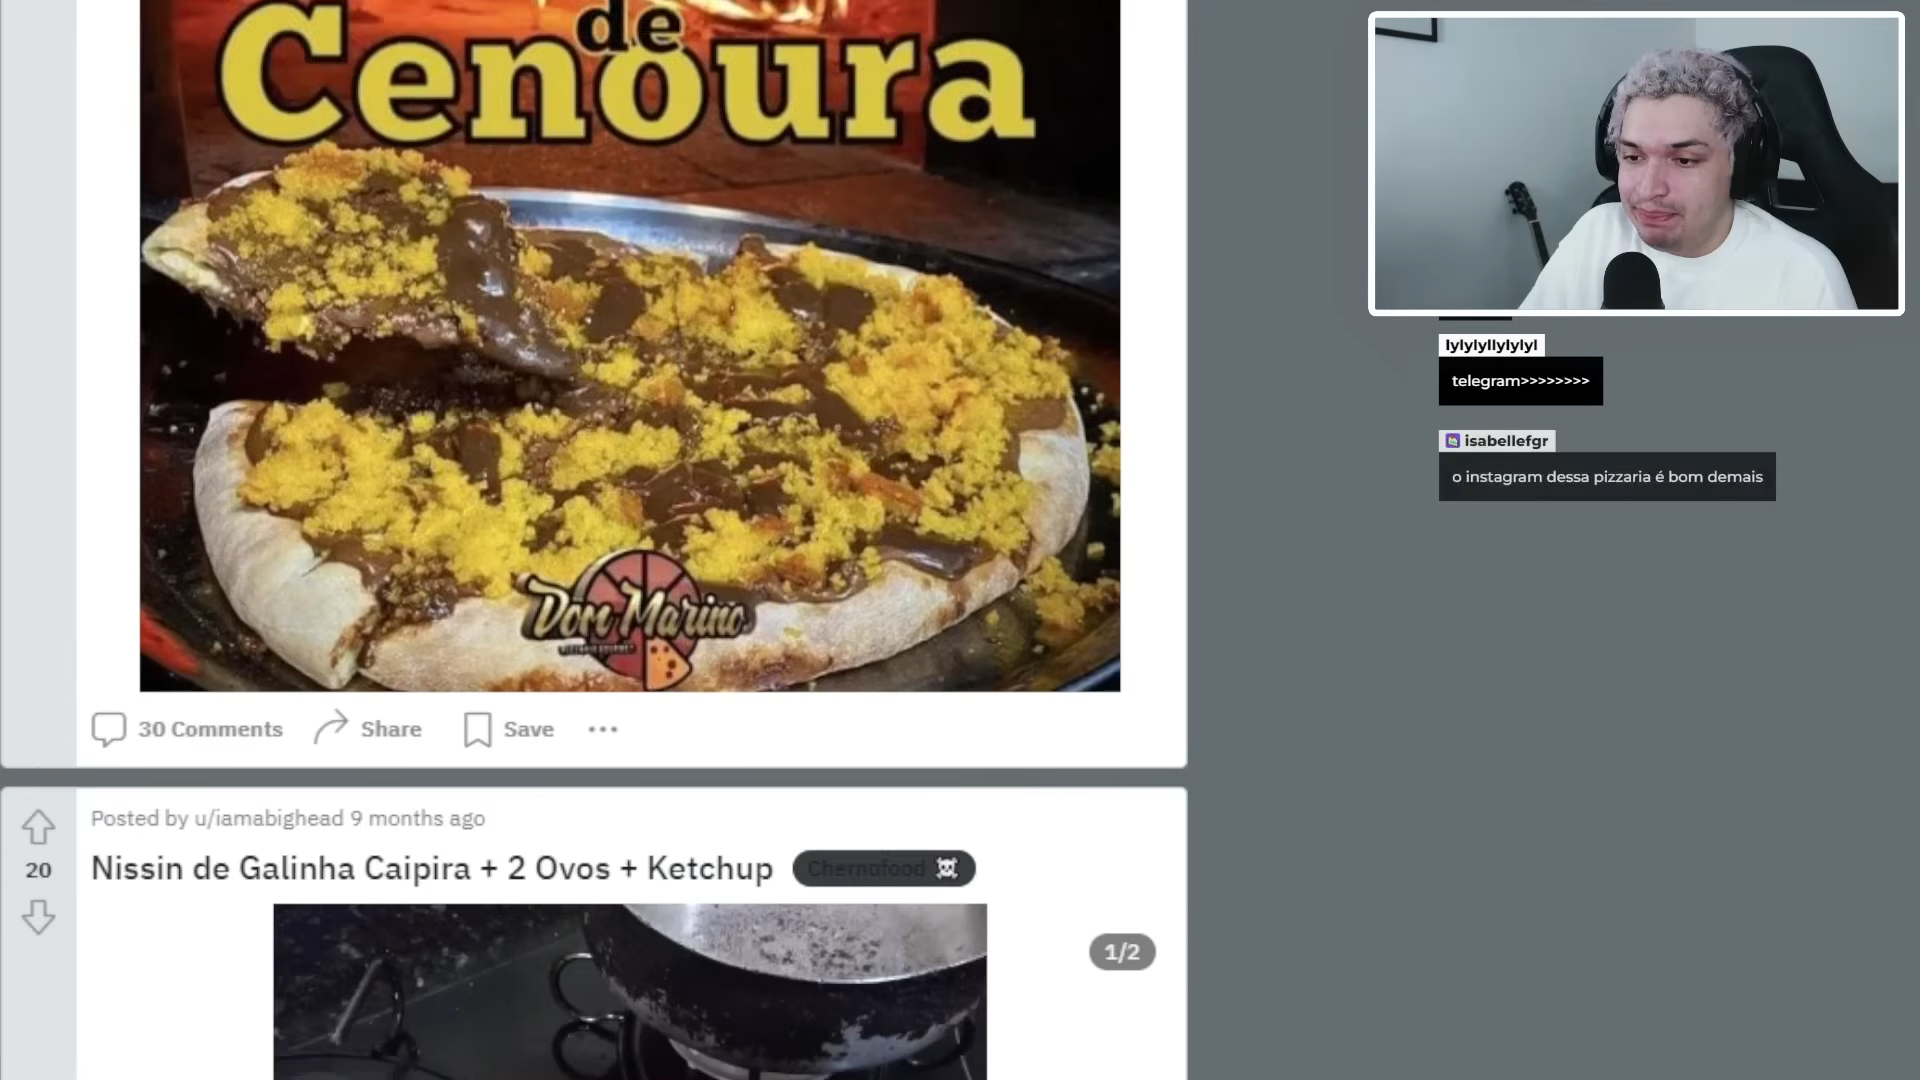 de
Cenoura
Dom Marino
30 Comments
Share
Save
Posted by u/iamabighead 9 months ago
20
Nissin de Galinha Caipira + 2 Ovos + Ketchup
Chernofood
1/2
lylylyllylylyl
telegram>>>>>>>>
isabellefgr
o instagram dessa pizzaria é bom demais